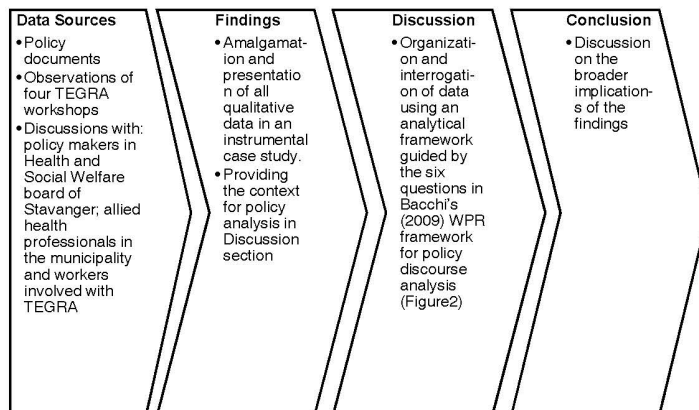 Data Sources
• Policy
documents
• Observations of
four TEGRA
workshops
• Discussions with:
policy makers in
Health and
Social Welfare
board of
Stavanger; allied
health
professionals in
the municipality
and workers
involved with
TEGRA
Findings
• Amalgamat-
ion and
presentatio
n of all
qualitative
data in an
instrumental
case study.
• Providing
the context
for policy
analysis in
Discussion
section
Discussion
• Organizati-
on and
interrogati-
on of data
using an
analytical
framework
guided by
the six
questions in
Bacchi's
(2009) WPR
framework
for policy
discourse
analysis
(Figure2)
Conclusion
• Discussion
on the
broader
implication-
s of the
findings